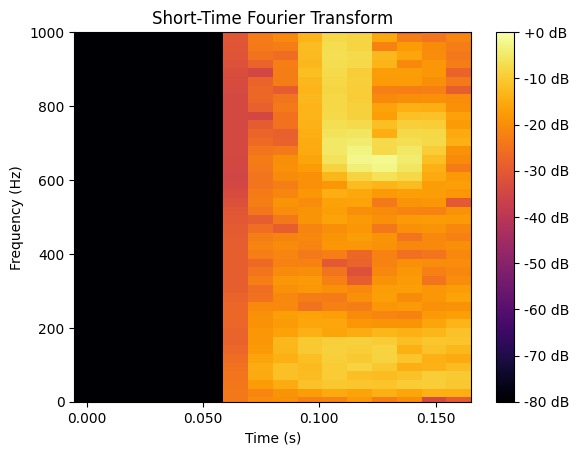 Short-Time Fourier Transform
1000
800
600
400
200
0
Frequency (Hz)
0.000
0.050
0.100
0.150
Time (s)
+0 dB
-10 dB
-20 dB
-30 dB
-40 dB
-50 dB
-60 dB
-70 dB
-80 dB